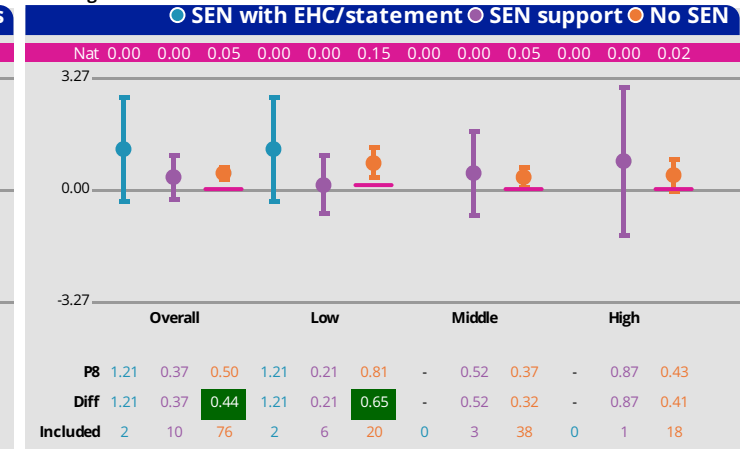 SEN with EHC/statement SEN support No SEN
Nat 0.00 0.00 0.05 0.00 0.00 0.15 0.00 0.00 0.05 0.00 0.00 0.02
3.27
0.00
-3.27
Overall Low Middle High
P8 1.21 0.37 0.50 1.21 0.21 0.81 - 0.52 0.37 - 0.87 0.43
Diff 1.21 0.37 0.44 1.21 0.21 0.65 - 0.52 0.32 - 0.87 0.41
Included 2 10 76 2 6 20 0 3 38 0 1 18